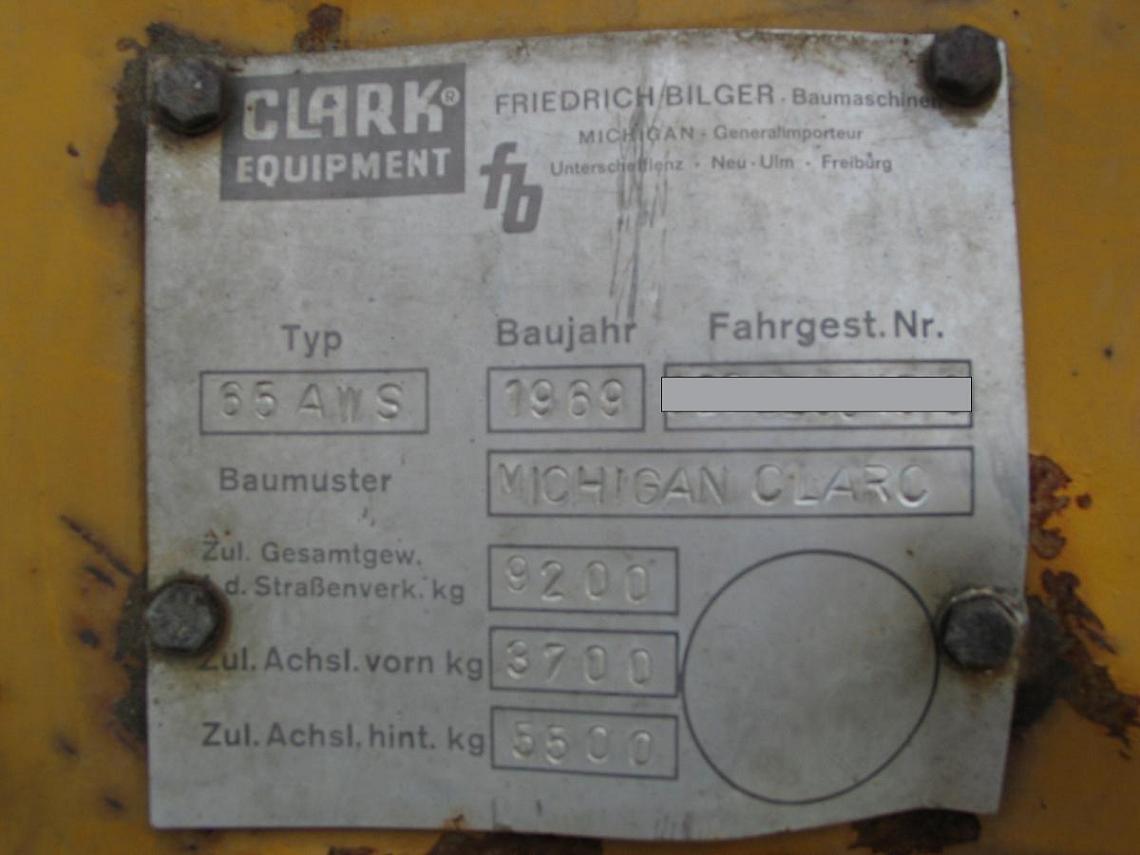 CLARK®
EQUIPMENT
fb
FRIEDRICH BILGER · Baumaschinen
MICHIGAN - Generalimporteur
Unterschefflenz · Neu-Ulm · Freiburg
Typ Baujahr Fahrgest. Nr.
65 AWS 1969
Baumuster MICHIGAN CLARC
Zul. Gesamtgew.
d. Straßenverk. kg 9200
Zul. Achsl. vorn kg 3700
Zul. Achsl. hint. kg 5500